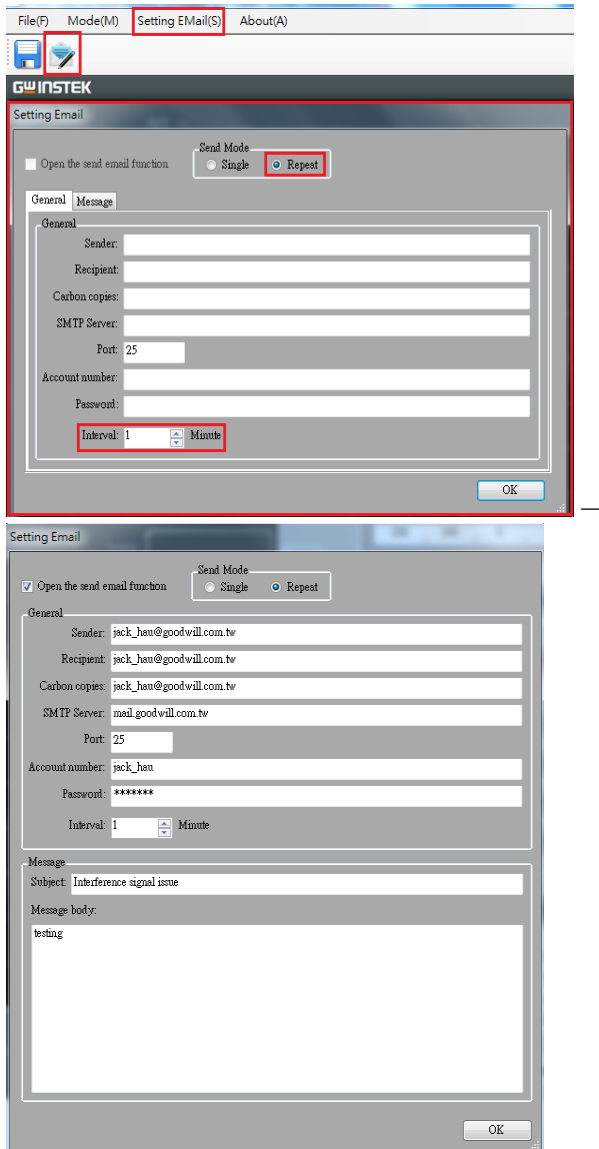 File(F) Mode(M) Setting EMail(S) About(A)
GWINSTEK
Setting Email
Open the send email function
Send Mode
Single Repeat
General Message
General
Sender:
Recipient:
Carbon copies:
SMTP Server:
Port: 25
Account number:
Password:
Interval: 1 Minute
OK
Setting Email
Open the send email function
Send Mode
Single Repeat
General
Sender: jack_hau@goodwill.com.tw
Recipient: jack_hau@goodwill.com.tw
Carbon copies: jack_hau@goodwill.com.tw
SMTP Server: mail.goodwill.com.tw
Port: 25
Account number: jack_hau
Password: *******
Interval: 1 Minute
Message
Subject: Interference signal issue
Message body:
testing
OK